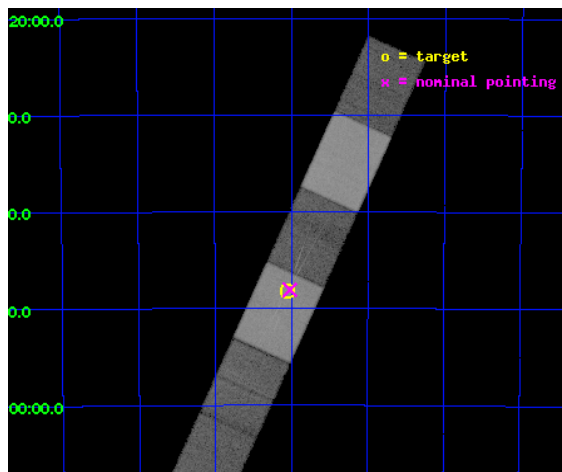 20:00.0
o = target
x = nominal pointing
0.0
0.0
0.0
00:00.0